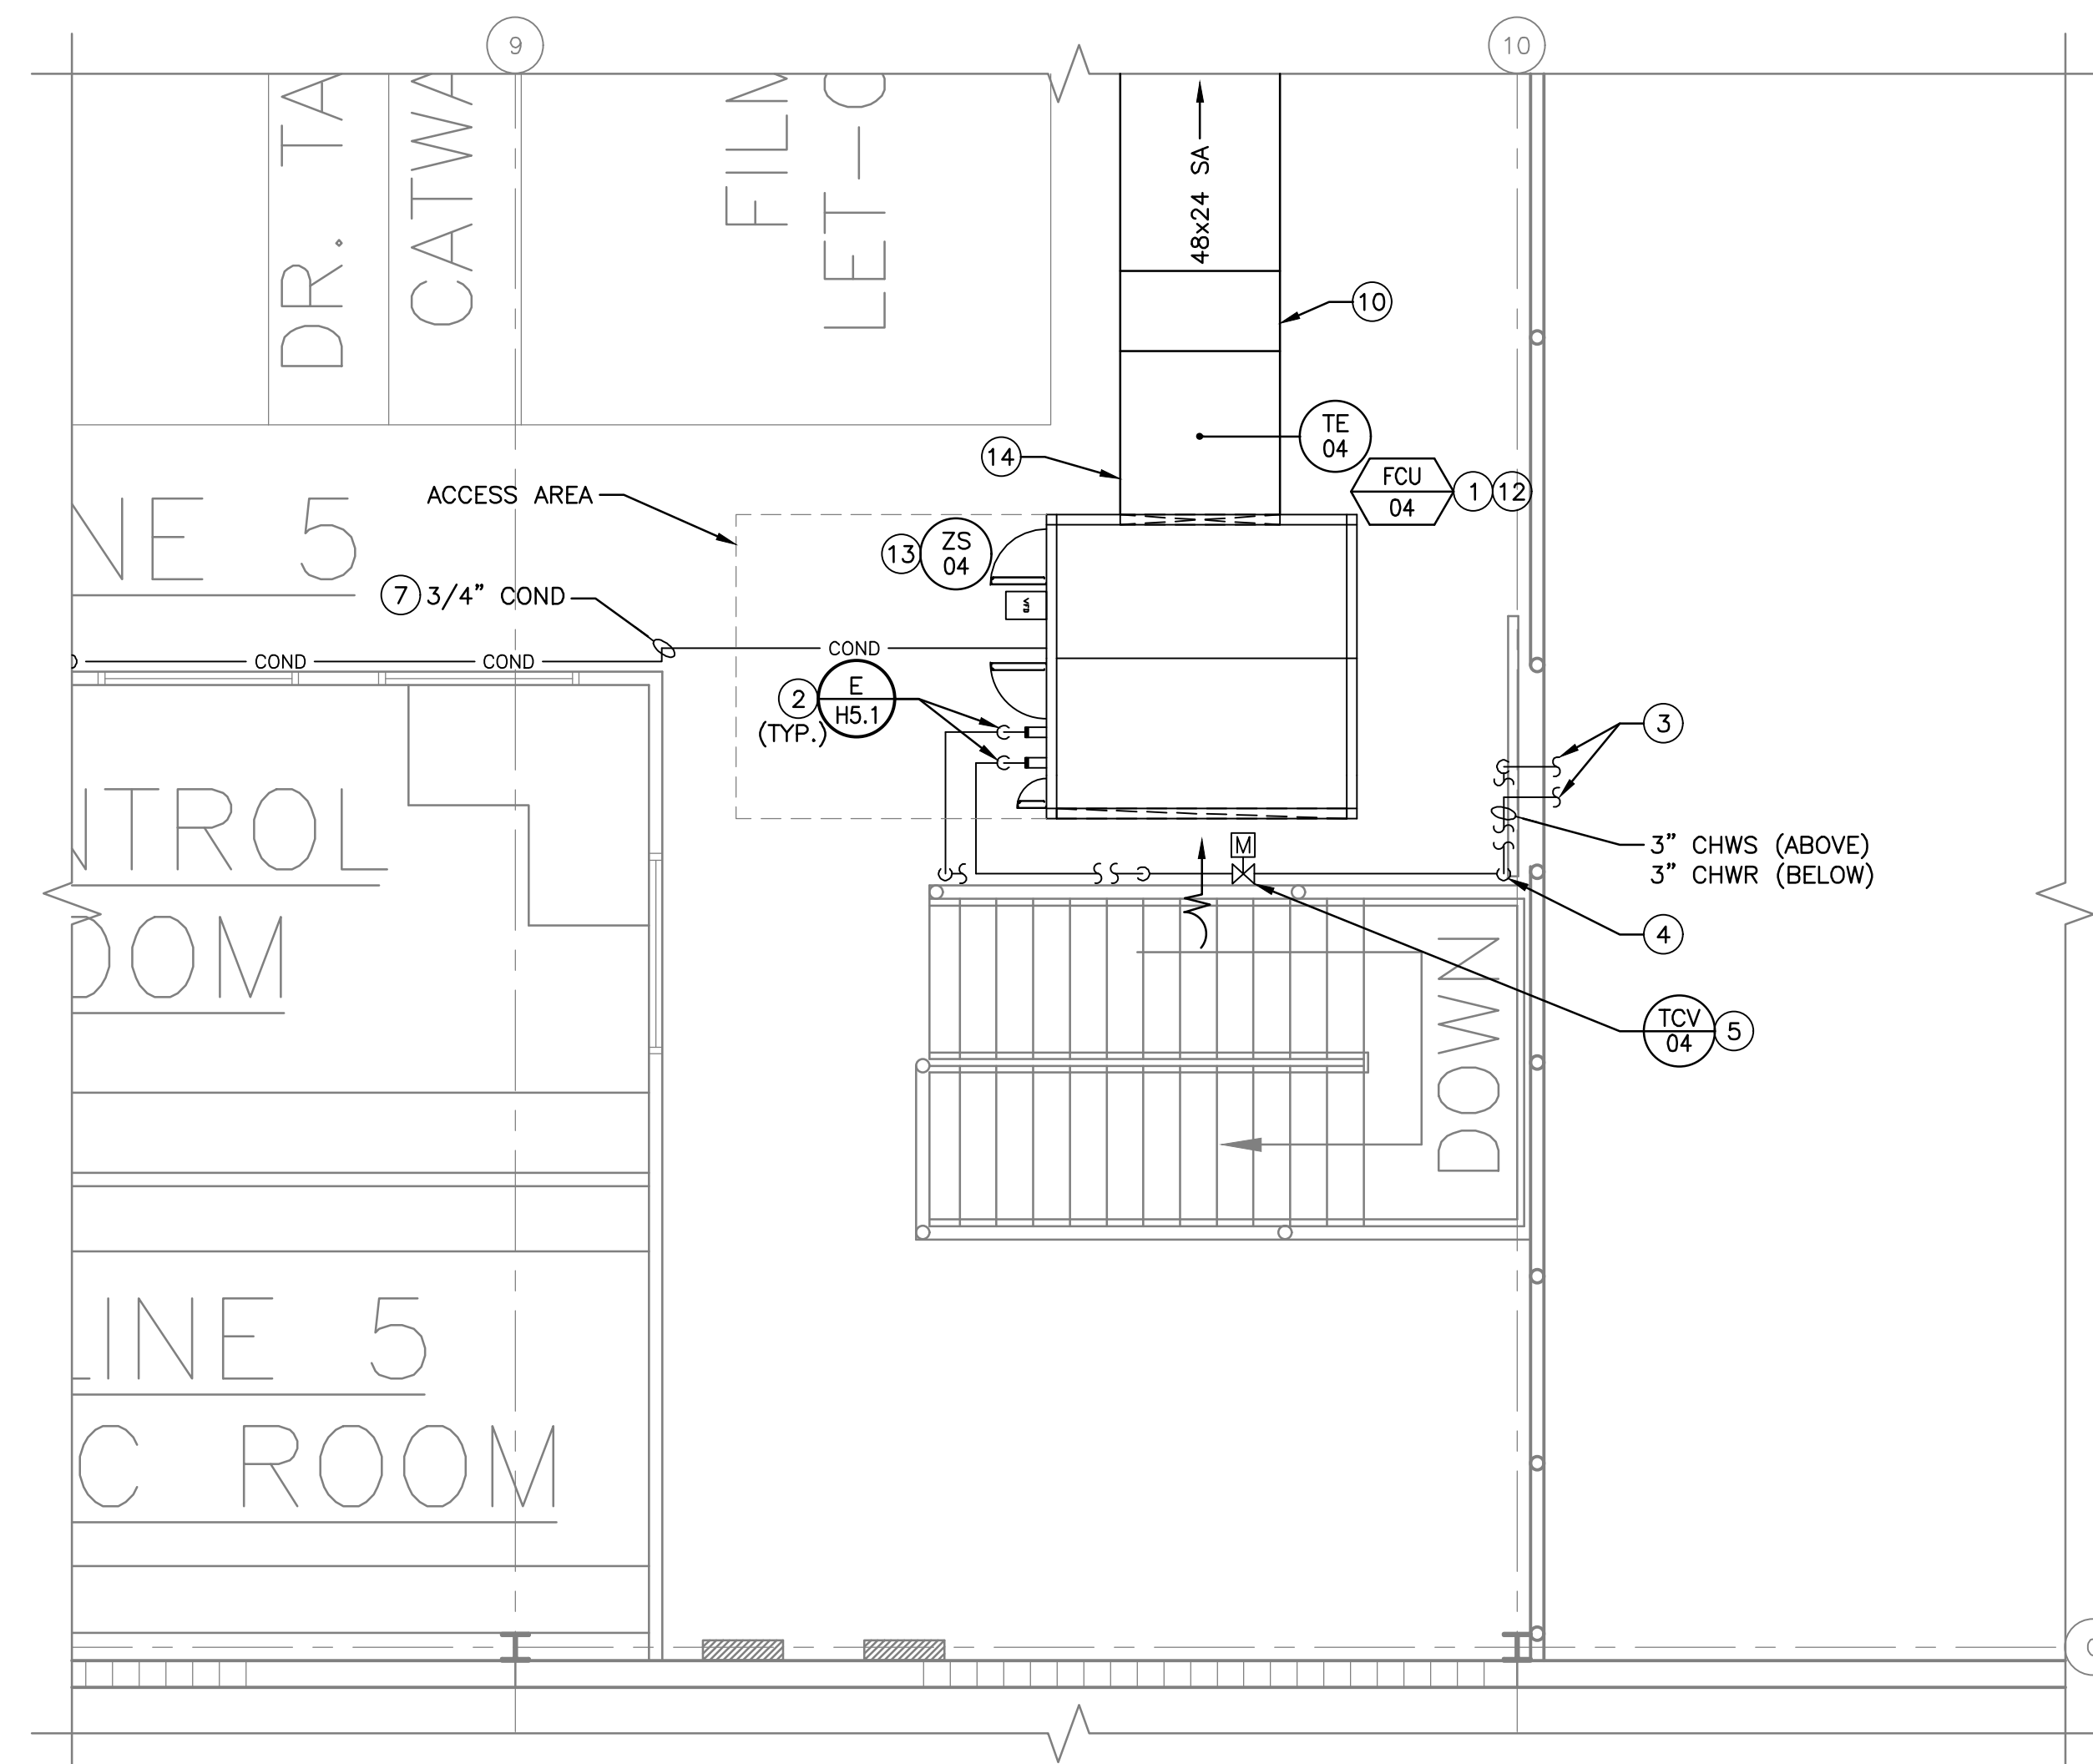 9
10
DR. TA
CATWA
FILM
LET-O
48x24 SA
10
TE
04
14
FCU
04
1
12
ACCESS AREA
NE 5
13
ZS
04
7
3/4" COND
COND
COND
COND
2
E
H5.1
(TYP.)
3
NTROL
OOM
M
3" CHWS (ABOVE)
3" CHWR (BELOW)
4
DOWN
TCV
04
5
LINE 5
C ROOM